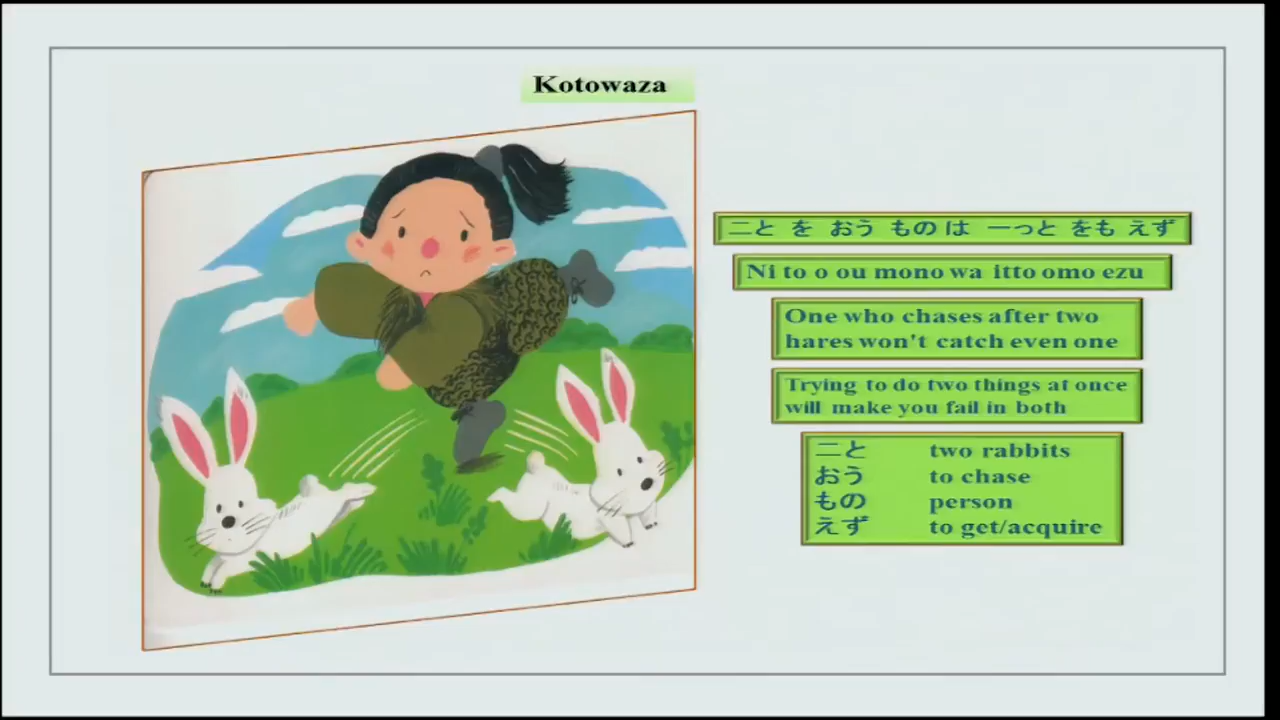 Kotowaza
二と を おう もの は 一っと をも えず
Ni to o ou mono wa itto omo ezu
One who chases after two
hares won't catch even one
Trying to do two things at once
will make you fail in both
二と two rabbits
おう to chase
もの person
えず to get/acquire